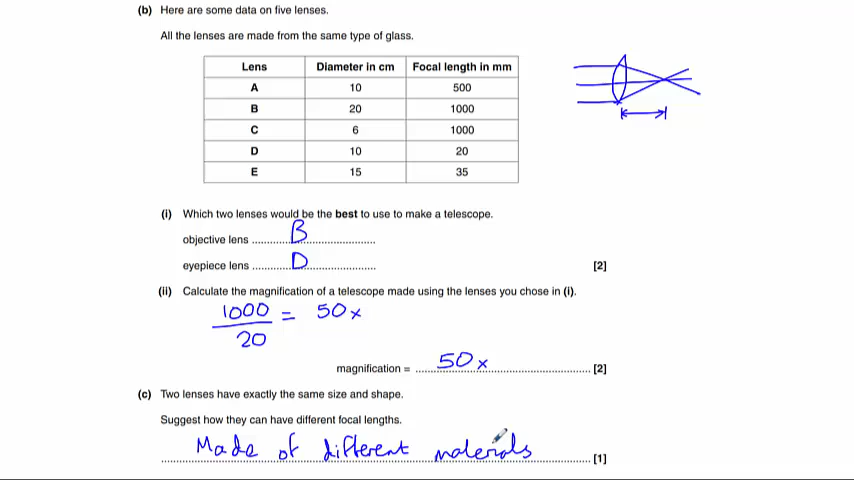 (b) Here are some data on five lenses.
All the lenses are made from the same type of glass.
Lens Diameter in cm Focal length in mm
A 10 500
B 20 1000
C 6 1000
D 10 20
E 15 35
(i) Which two lenses would be the best to use to make a telescope.
objective lens B
eyepiece lens D [2]
(ii) Calculate the magnification of a telescope made using the lenses you chose in (i).
1000
= 50x
20
magnification = 50x [2]
(c) Two lenses have exactly the same size and shape.
Suggest how they can have different focal lengths.
Made of different materials [1]